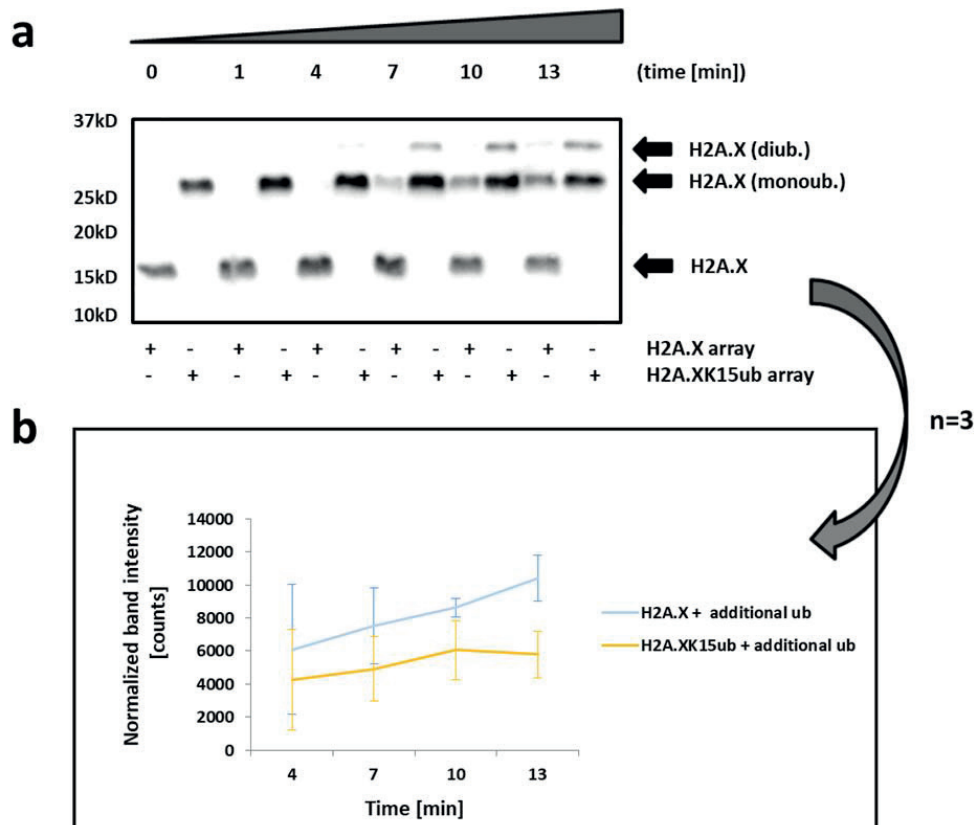 a
0 1 4 7 10 13 (time [min])
37kD
25kD
20kD
15kD
10kD
H2A.X (diub.)
H2A.X (monoub.)
H2A.X
+ - + - + - + - + - + - H2A.X array
- + - + - + - + - + - + H2A.XK15ub array
n=3
b
Normalized band intensity
[counts]
14000
12000
10000
8000
6000
4000
2000
0
4 7 10 13
Time [min]
H2A.X + additional ub
H2A.XK15ub + additional ub